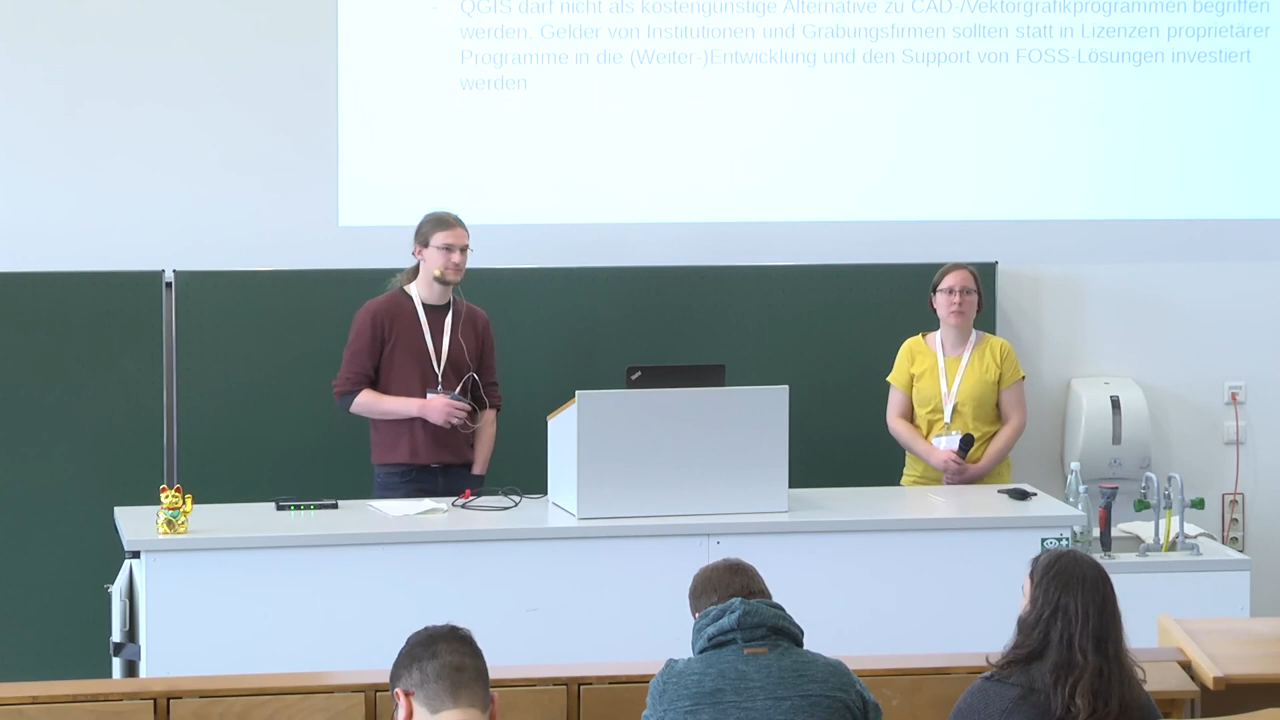 - QGIS darf nicht als kostengünstige Alternative zu CAD-/Vektorgrafikprogrammen begriffen
werden. Gelder von Institutionen und Grabungsfirmen sollten statt in Lizenzen proprietärer
Programme in die (Weiter-)Entwicklung und den Support von FOSS-Lösungen investiert
werden